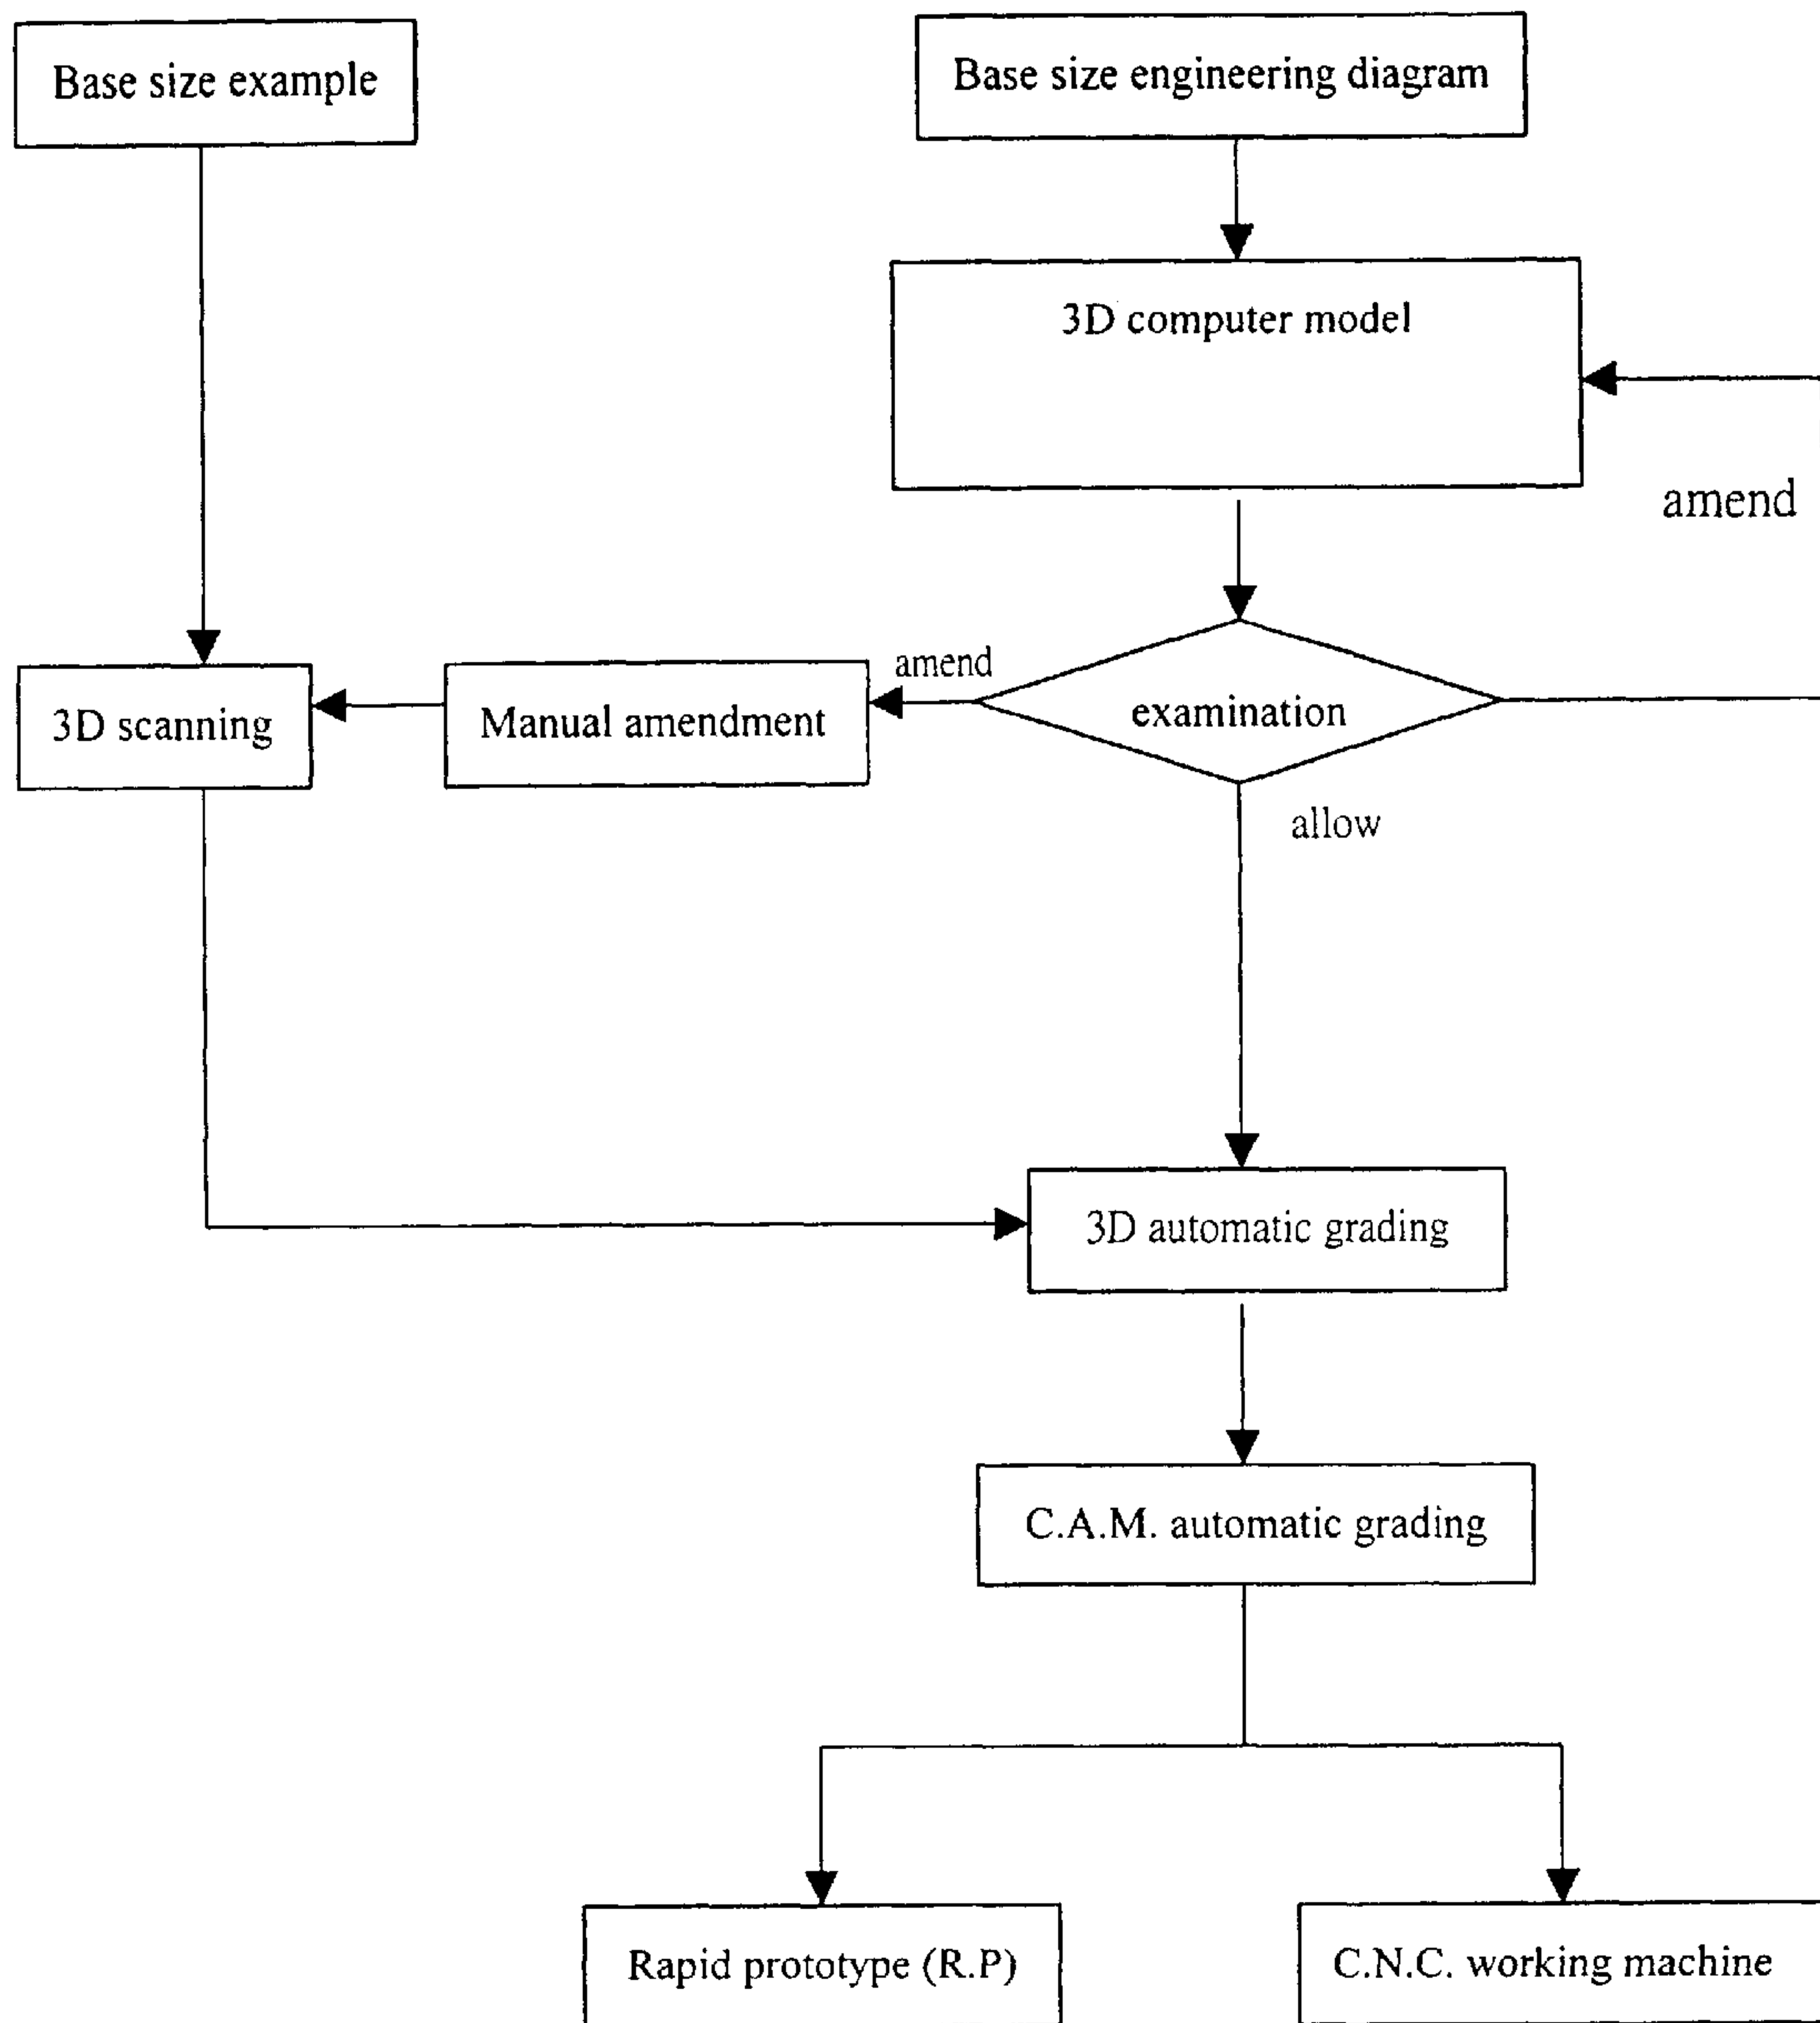 Base size example
Base size engineering diagram
3D computer model
amend
amend
3D scanning
Manual amendment
examination
allow
3D automatic grading
C.A.M. automatic grading
Rapid prototype (R.P)
C.N.C. working machine